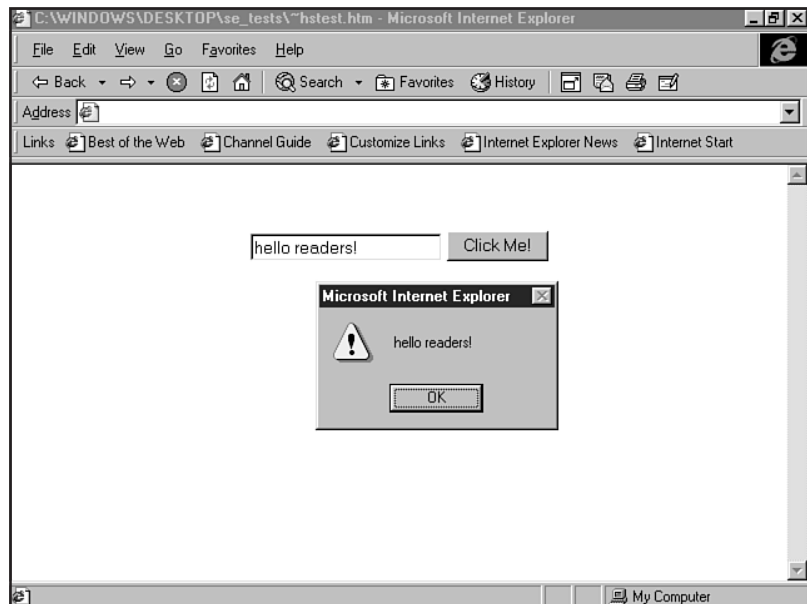 C:\WINDOWS\DESKTOP\se_tests\~hstest.htm - Microsoft Internet Explorer
File Edit View Go Favorites Help
Back Search Favorites History
Address
Links Best of the Web Channel Guide Customize Links Internet Explorer News Internet Start
hello readers! Click Me!
Microsoft Internet Explorer
hello readers!
OK
My Computer